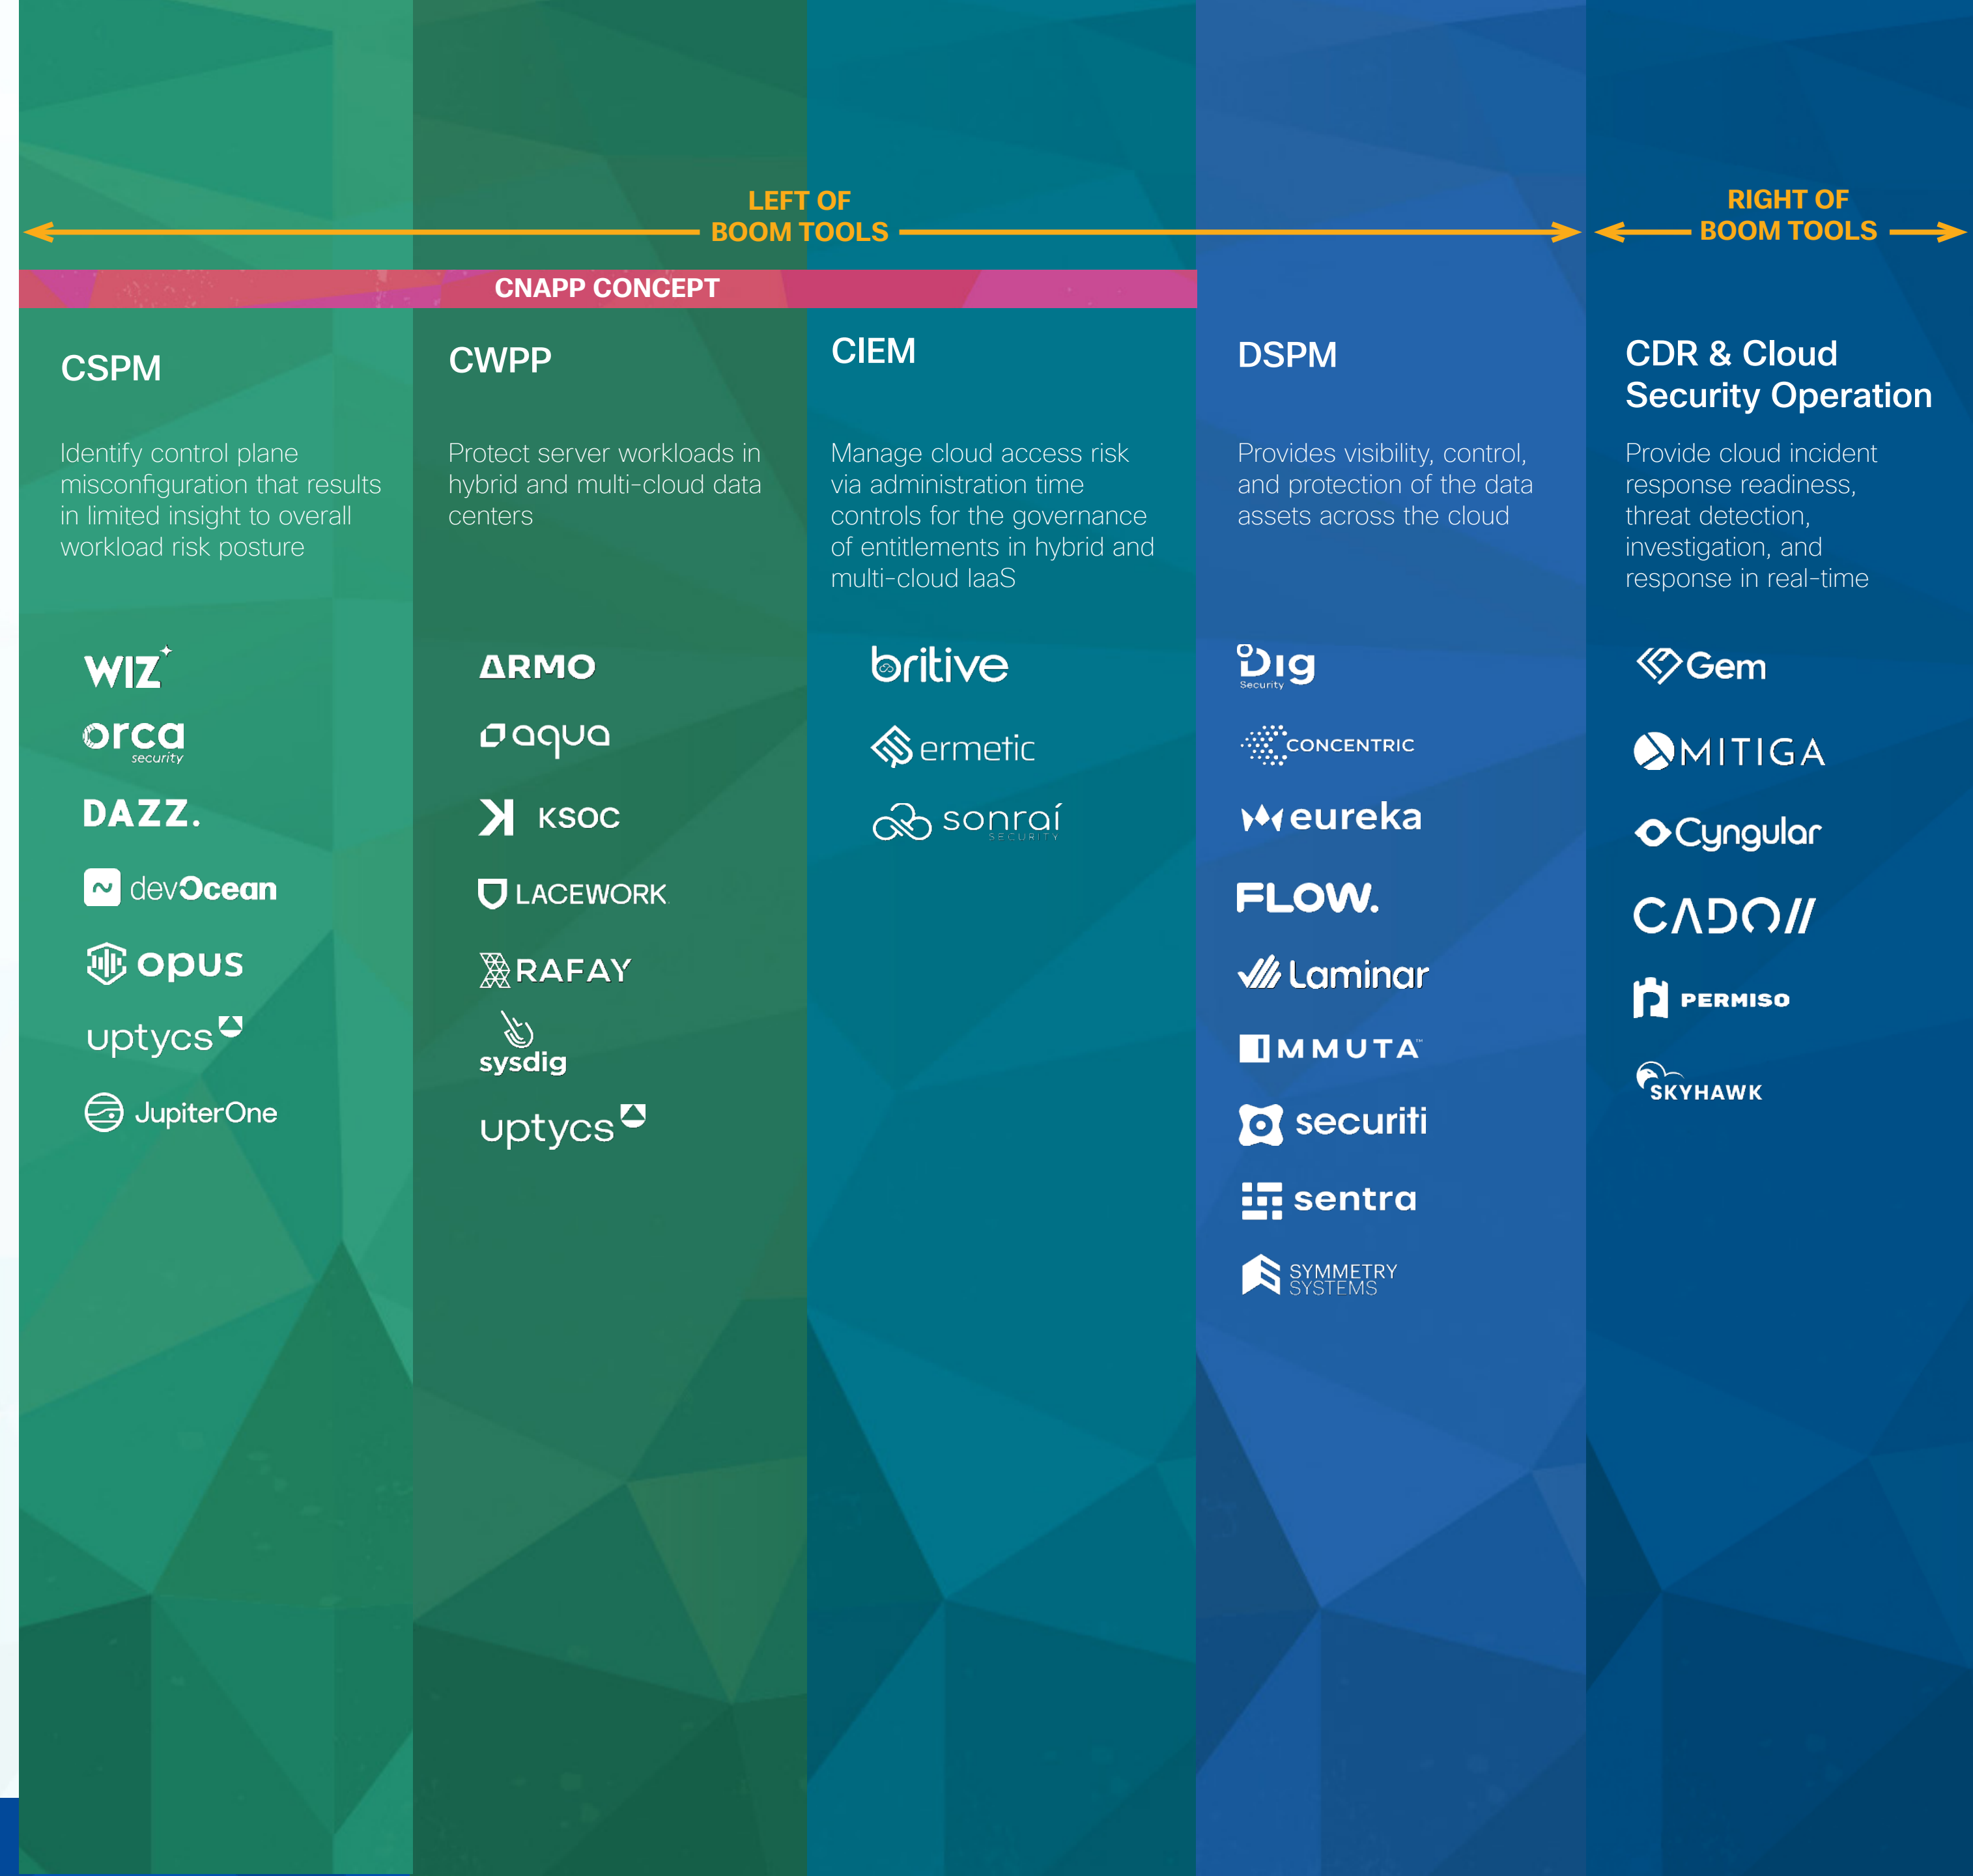 LEFT OF
BOOM TOOLS
RIGHT OF
BOOM TOOLS
CNAPP CONCEPT
CSPM
Identify control plane
misconfiguration that results
in limited insight to overall
workload risk posture
WIZ
orca
security
DAZZ.
devOcean
opus
uptycs
JupiterOne
CWPP
Protect server workloads in
hybrid and multi-cloud data
centers
ARMO
aqua
KSOC
LACEWORK
RAFAY
sysdig
uptycs
CIEM
Manage cloud access risk
via administration time
controls for the governance
of entitlements in hybrid and
multi-cloud IaaS
britive
ermetic
sonraí
SECURITY
DSPM
Provides visibility, control,
and protection of the data
assets across the cloud
Dig
Security
CONCENTRIC
eureka
FLOW.
Laminar
IMMUTA™
securiti
sentra
SYMMETRY
SYSTEMS
CDR & Cloud
Security Operation
Provide cloud incident
response readiness,
threat detection,
investigation, and
response in real-time
Gem
MITIGA
Cyngular
CADO//
PERMISO
SKYHAWK